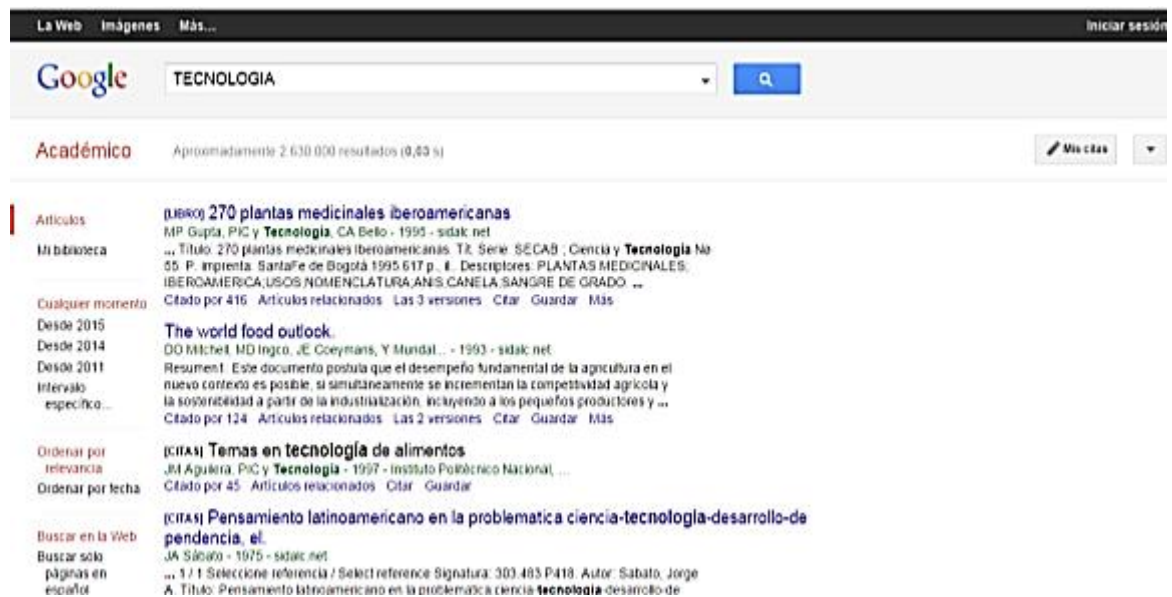 La Web Imágenes Más... Iniciar sesión
Google TECNOLOGIA
Académico Aproximadamente 2.630.000 resultados (0,03 s) Mis citas
Artículos
Mi biblioteca
Cualquier momento
Desde 2015
Desde 2014
Desde 2011
Intervalo
específico...
Ordenar por
relevancia
Ordenar por fecha
Buscar en la Web
Buscar sólo
páginas en
español
[LIBRO] 270 plantas medicinales iberoamericanas
MP Gupta, PIC y Tecnología, CA Bello - 1995 - sidalc.net
... Título: 270 plantas medicinales Iberoamericanas. Tít. Serie: SECAB ; Ciencia y Tecnología No
55. P. imprenta: SantaFe de Bogotá 1995 617 p., il.. Descriptores: PLANTAS MEDICINALES;
IBEROAMERICA;USOS;NOMENCLATURA;ANIS;CANELA;SANGRE DE GRADO. ...
Citado por 416 Artículos relacionados Las 3 versiones Citar Guardar Más
The world food outlook.
DO Mitchell, MD Ingco, JE Coeymans, Y Mundal... - 1993 - sidalc.net
Resumen1: Este documento postula que el desempeño fundamental de la agricultura en el
nuevo contexto es posible, si simultáneamente se incrementan la competitividad agrícola y
la sostenibilidad a partir de la industrialización, incluyendo a los pequeños productores y ...
Citado por 124 Artículos relacionados Las 2 versiones Citar Guardar Más
[CITAS] Temas en tecnología de alimentos
JM Aguilera, PIC y Tecnología - 1997 - Instituto Politécnico Nacional, ...
Citado por 45 Artículos relacionados Citar Guardar
[CITAS] Pensamiento latinoamericano en la problematica ciencia-tecnologia-desarrollo-de
pendencia, el.
JA Sábato - 1975 - sidalc.net
... 1 / 1 Seleccione referencia / Select reference Signatura: 303.483 P418. Autor: Sabato, Jorge
A. Título: Pensamiento latinoamericano en la problematica ciencia-tecnologia-desarrollo-de